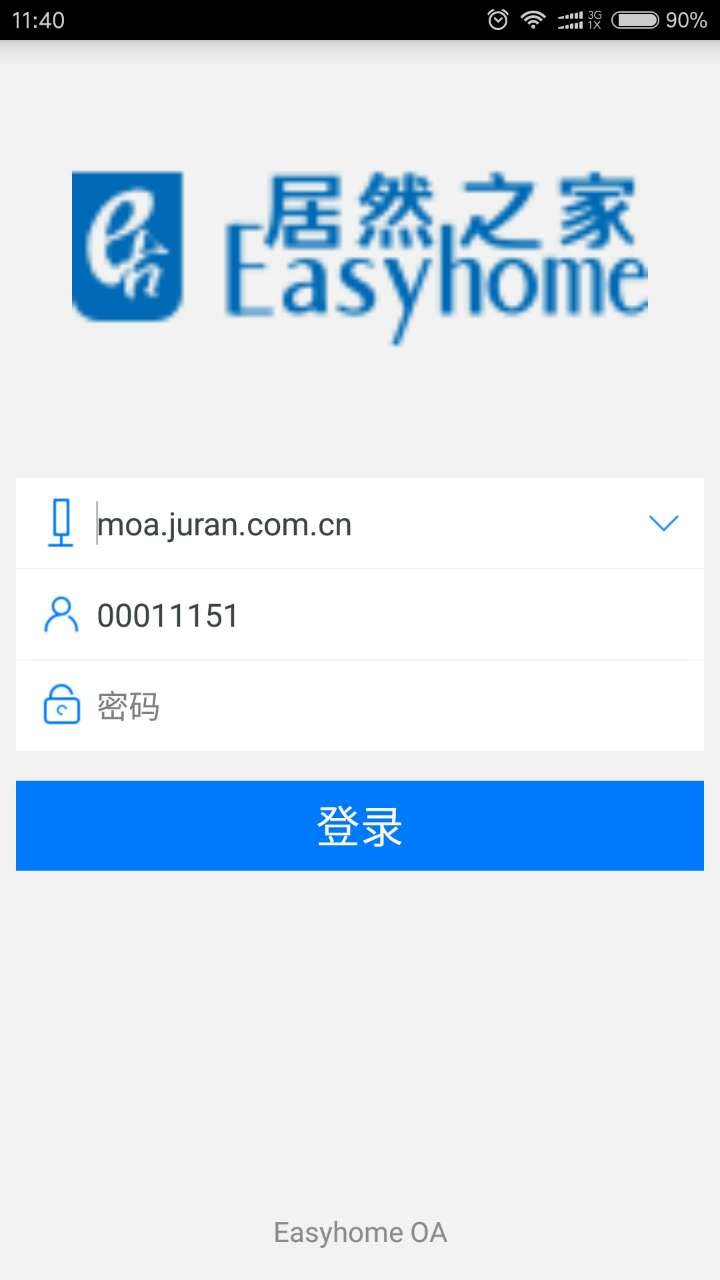 11:40
3G
1X
90%
居然之家
Easyhome
moa.juran.com.cn
00011151
密码
登录
Easyhome OA